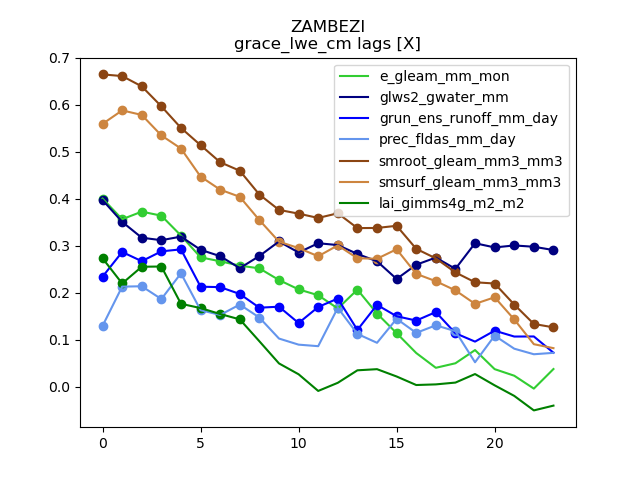 ZAMBEZI
grace_lwe_cm lags [X]
0.7
0.6
0.5
0.4
0.3
0.2
0.1
0.0
0
5
10
15
20
e_gleam_mm_mon
glws2_gwater_mm
grun_ens_runoff_mm_day
prec_fldas_mm_day
smroot_gleam_mm3_mm3
smsurf_gleam_mm3_mm3
lai_gimms4g_m2_m2